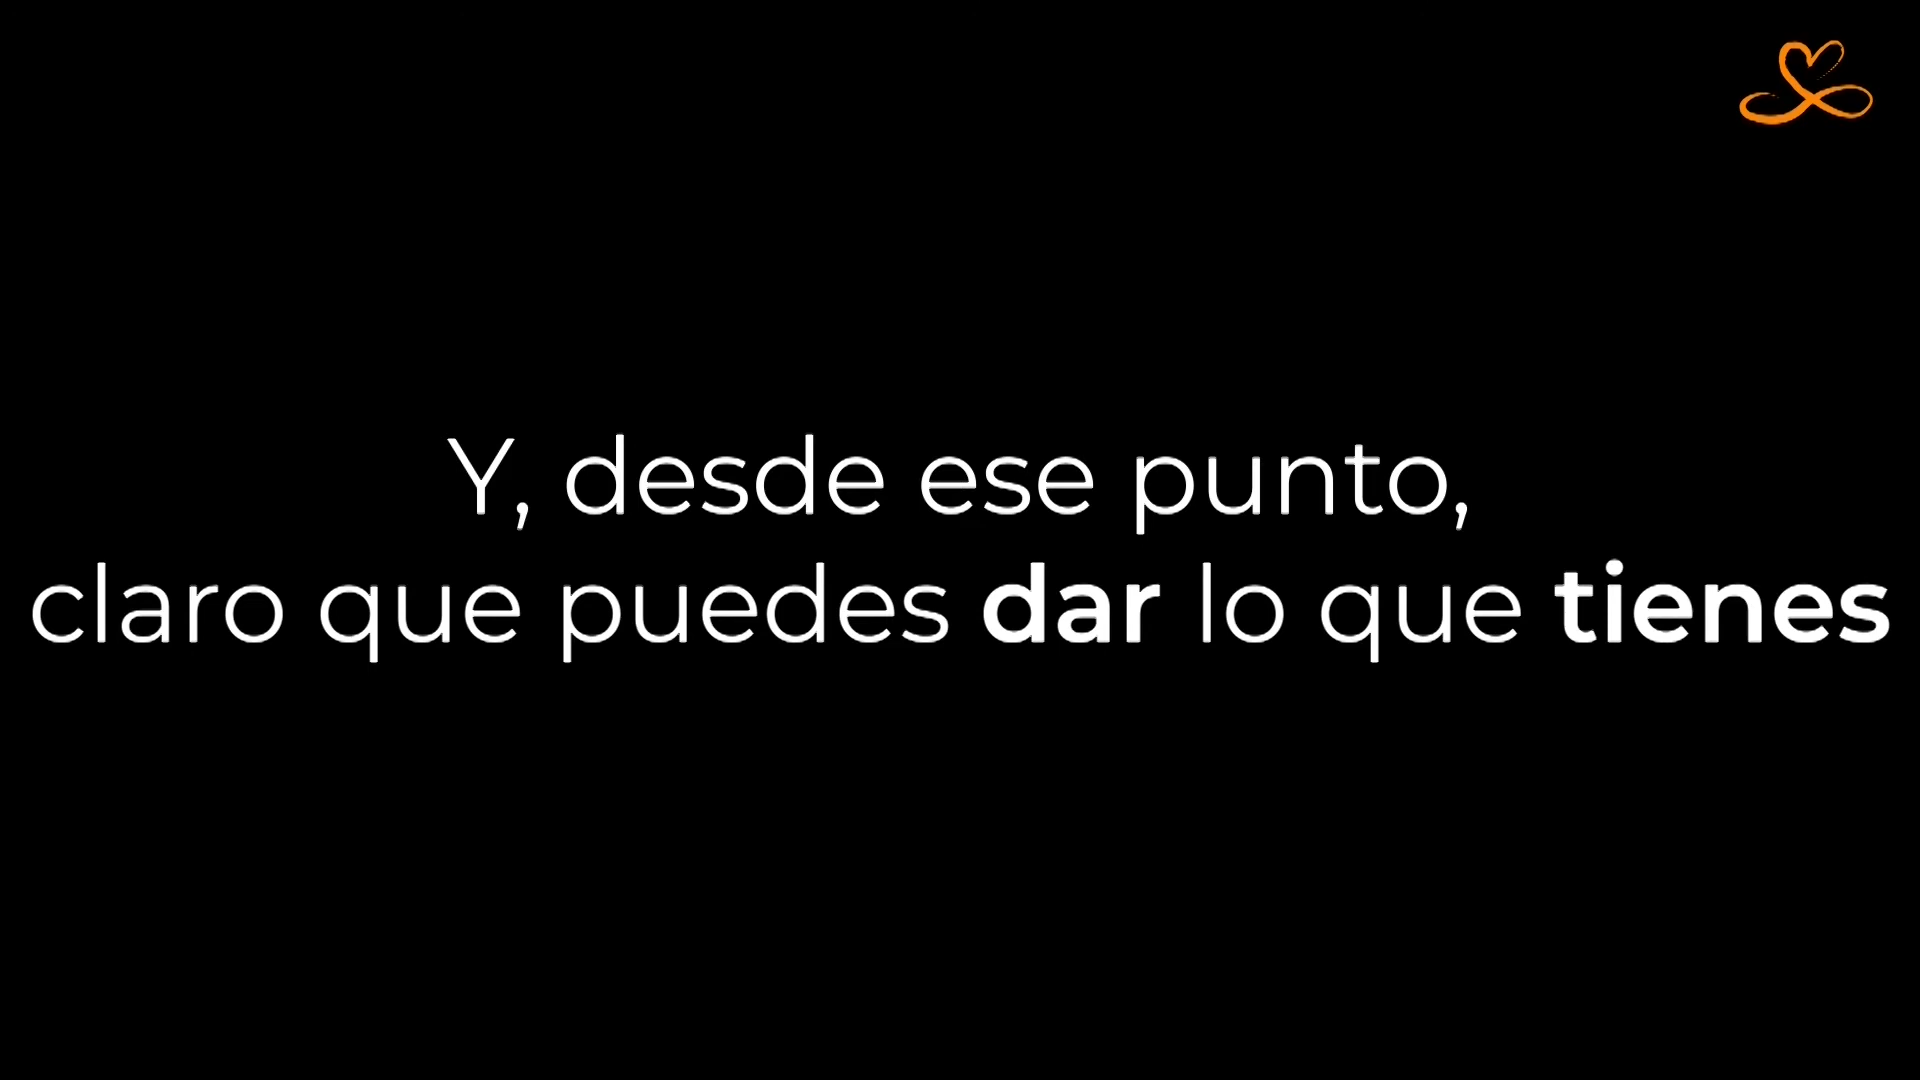 Y, desde ese punto,
claro que puedes dar lo que tienes